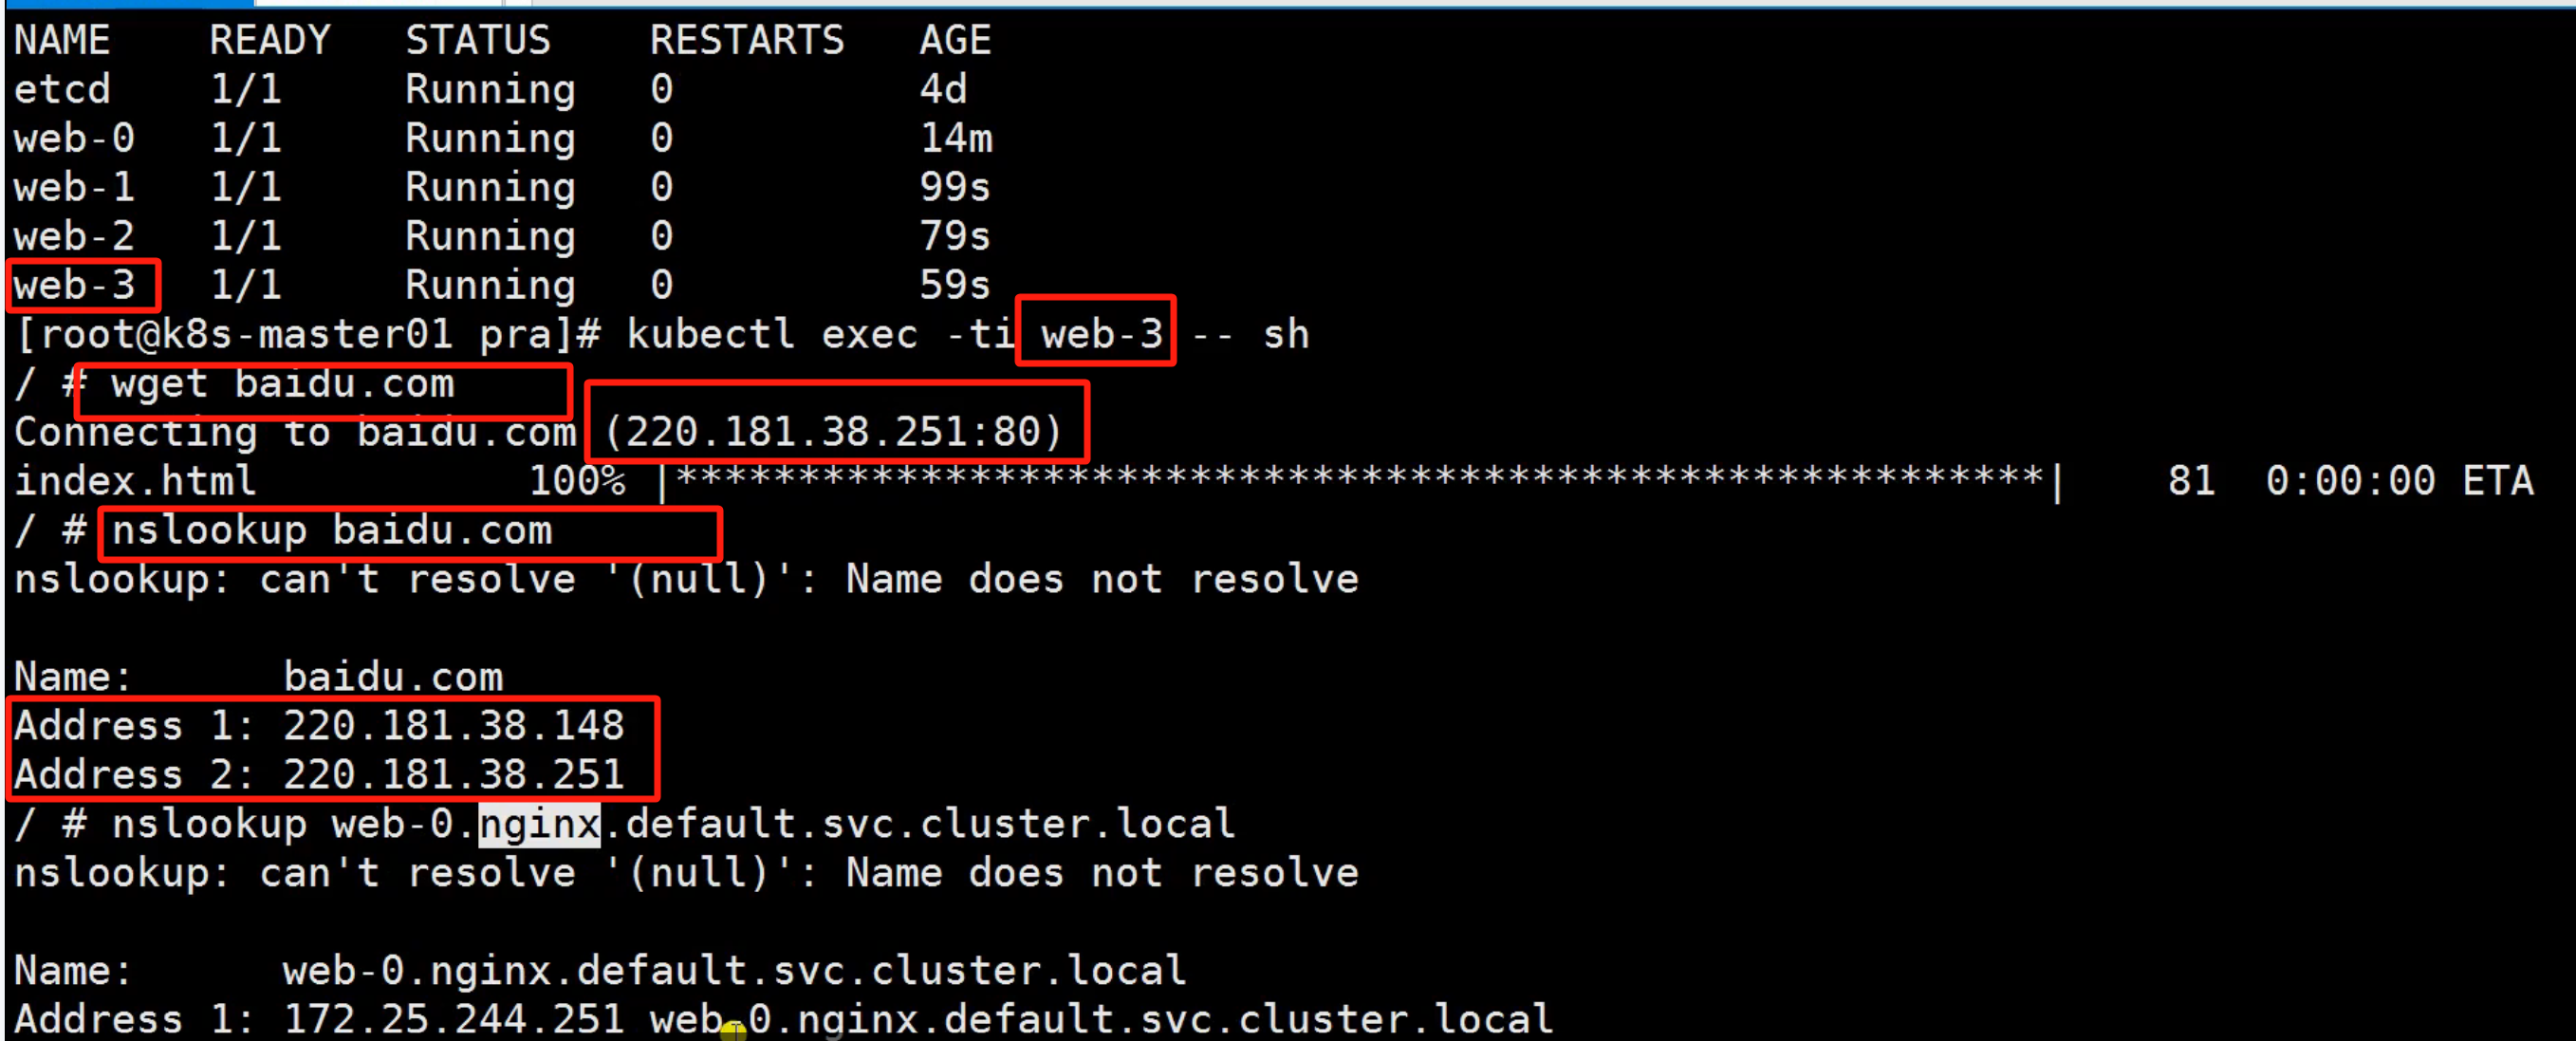 NAME    READY   STATUS    RESTARTS   AGE
etcd    1/1     Running   0          4d
web-0   1/1     Running   0          14m
web-1   1/1     Running   0          99s
web-2   1/1     Running   0          79s
web-3   1/1     Running   0          59s
[root@k8s-master01 pra]# kubectl exec -ti web-3 -- sh
/ # wget baidu.com
Connecting to baidu.com (220.181.38.251:80)
index.html           100% |********************************************************|    81  0:00:00 ETA
/ # nslookup baidu.com
nslookup: can't resolve '(null)': Name does not resolve
Name:      baidu.com
Address 1: 220.181.38.148
Address 2: 220.181.38.251
/ # nslookup web-0.nginx.default.svc.cluster.local
nslookup: can't resolve '(null)': Name does not resolve
Name:      web-0.nginx.default.svc.cluster.local
Address 1: 172.25.244.251 web-0.nginx.default.svc.cluster.local